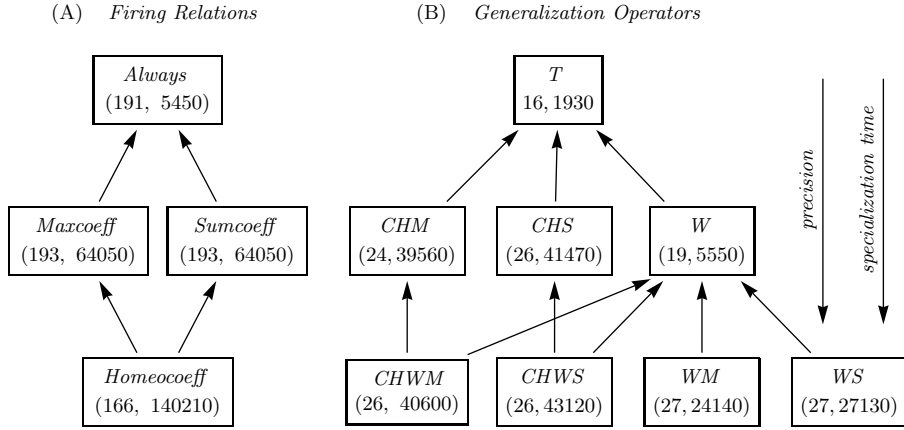 (A) Firing Relations
Always
(191, 5450)
Maxcoeff
(193, 64050)
Sumcoeff
(193, 64050)
Homeocoeff
(166, 140210)
(B) Generalization Operators
T
16, 1930
CHM
(24, 39560)
CHS
(26, 41470)
W
(19, 5550)
CHWM
(26, 40600)
CHWS
(26, 43120)
WM
(27, 24140)
WS
(27, 27130)
precision
specialization time